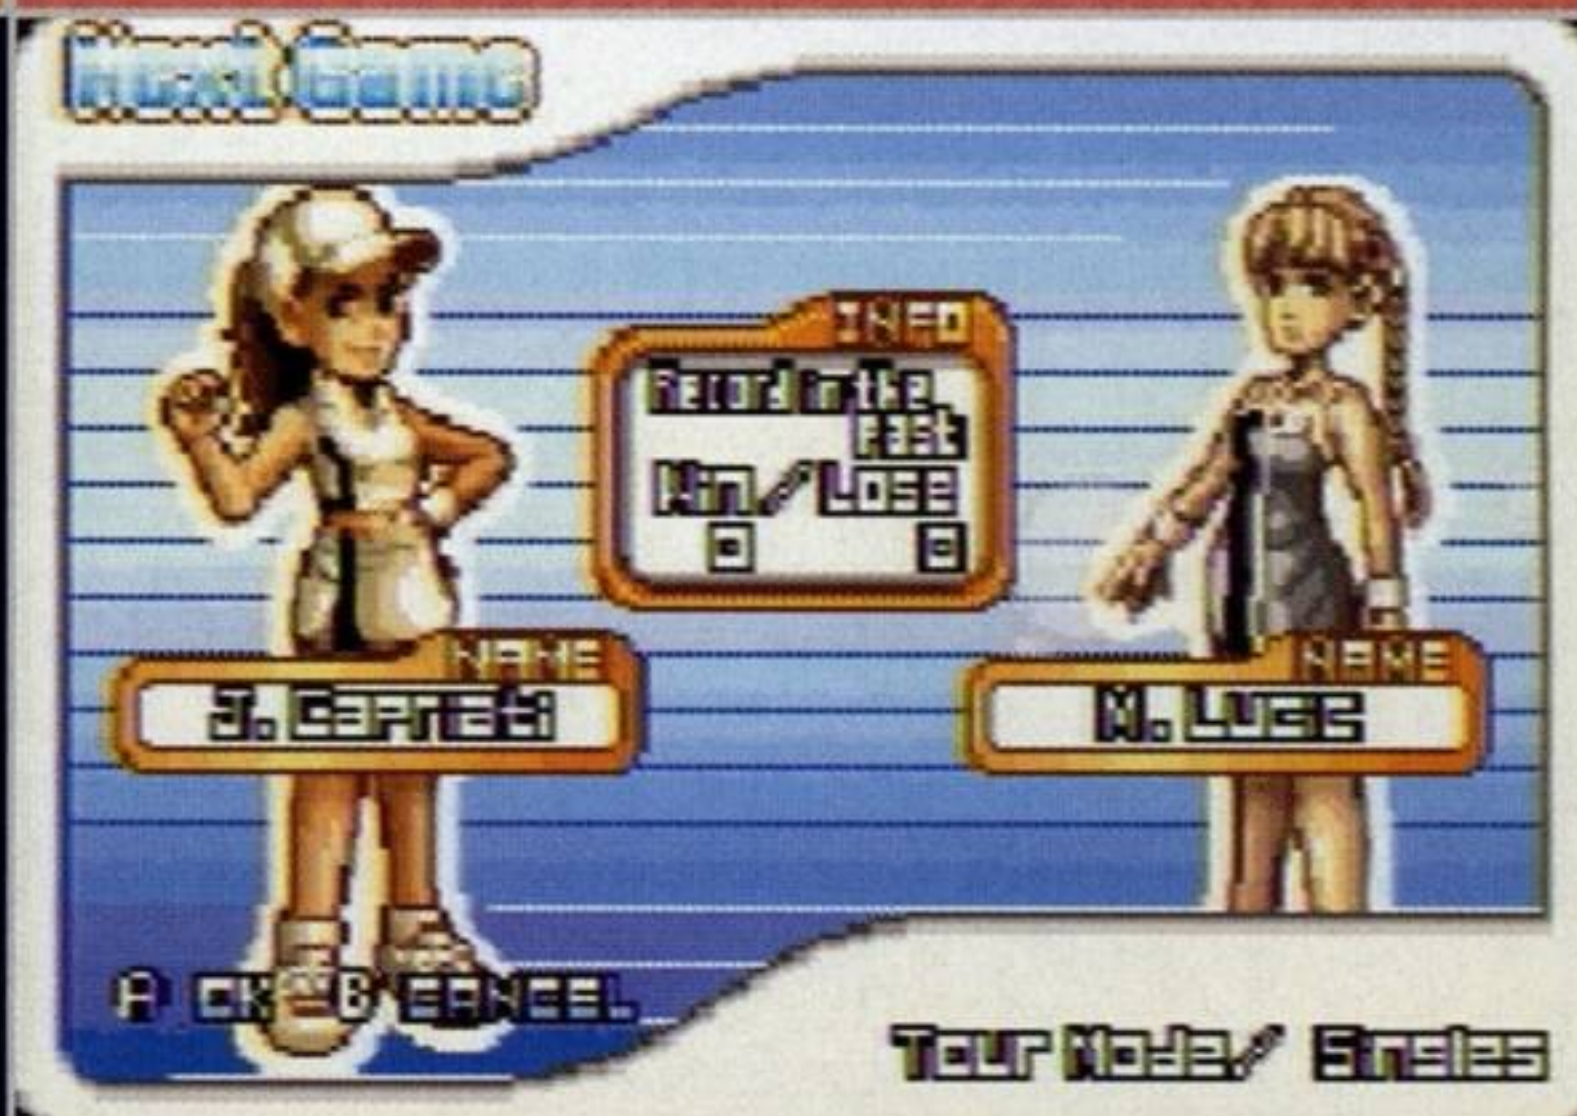 Next Game
INFO
Record in the
Past
Win / Lose
0 0
NAME
J. Capriati
NAME
M. Lucic
A OK B CANCEL
Tour Mode / Singles